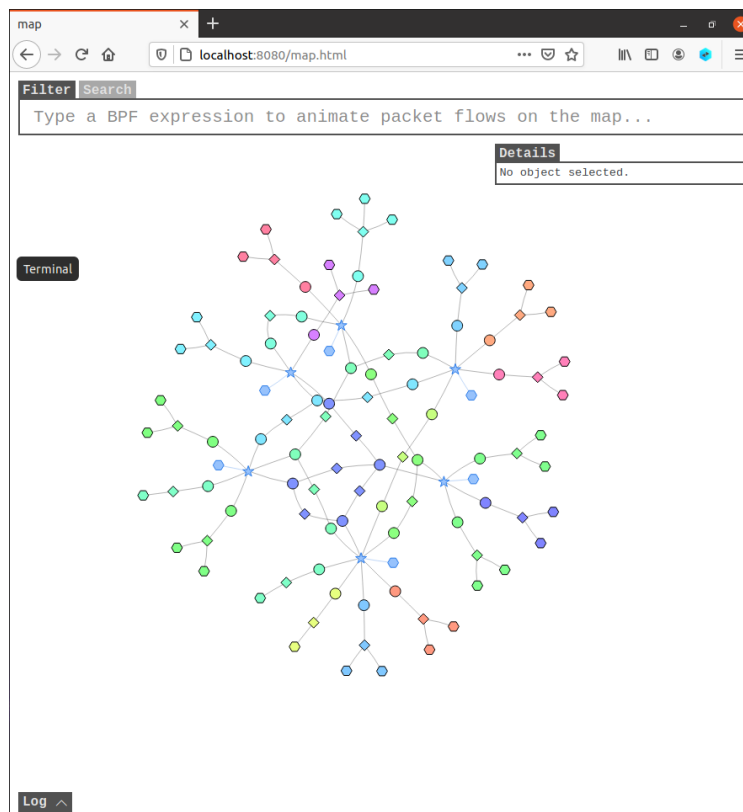 map
localhost:8080/map.html
Filter Search
Type a BPF expression to animate packet flows on the map...
Details
No object selected.
Terminal
Log